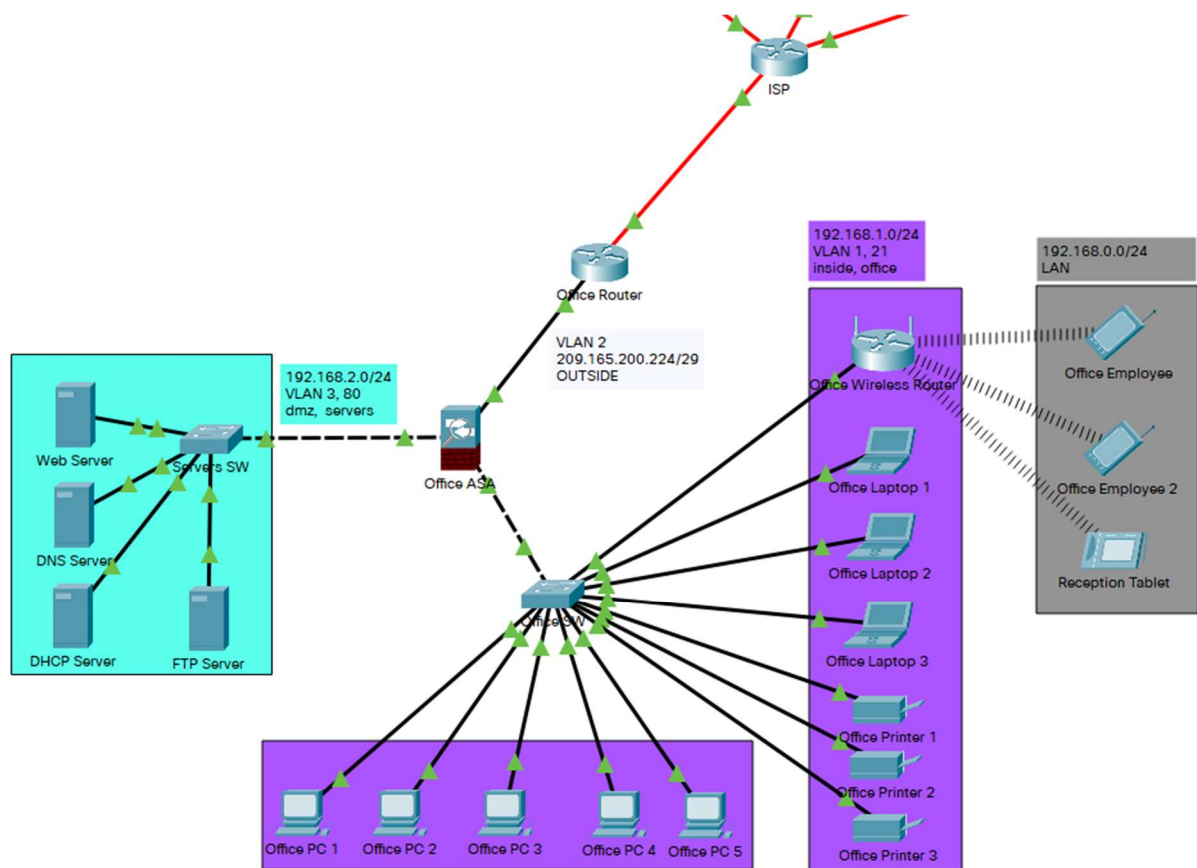 ISP
192.168.1.0/24
VLAN 1, 21
inside, office
192.168.0.0/24
LAN
Office Router
VLAN 2
209.165.200.224/29
OUTSIDE
192.168.2.0/24
VLAN 3, 80
dmz, servers
Office Wireless Router
Office Employee
Web Server
Servers SW
Office ASA
Office Laptop 1
Office Employee 2
DNS Server
Office Laptop 2
Reception Tablet
Office SW
DHCP Server
FTP Server
Office Laptop 3
Office Printer 1
Office Printer 2
Office PC 1
Office PC 2
Office PC 3
Office PC 4
Office PC 5
Office Printer 3